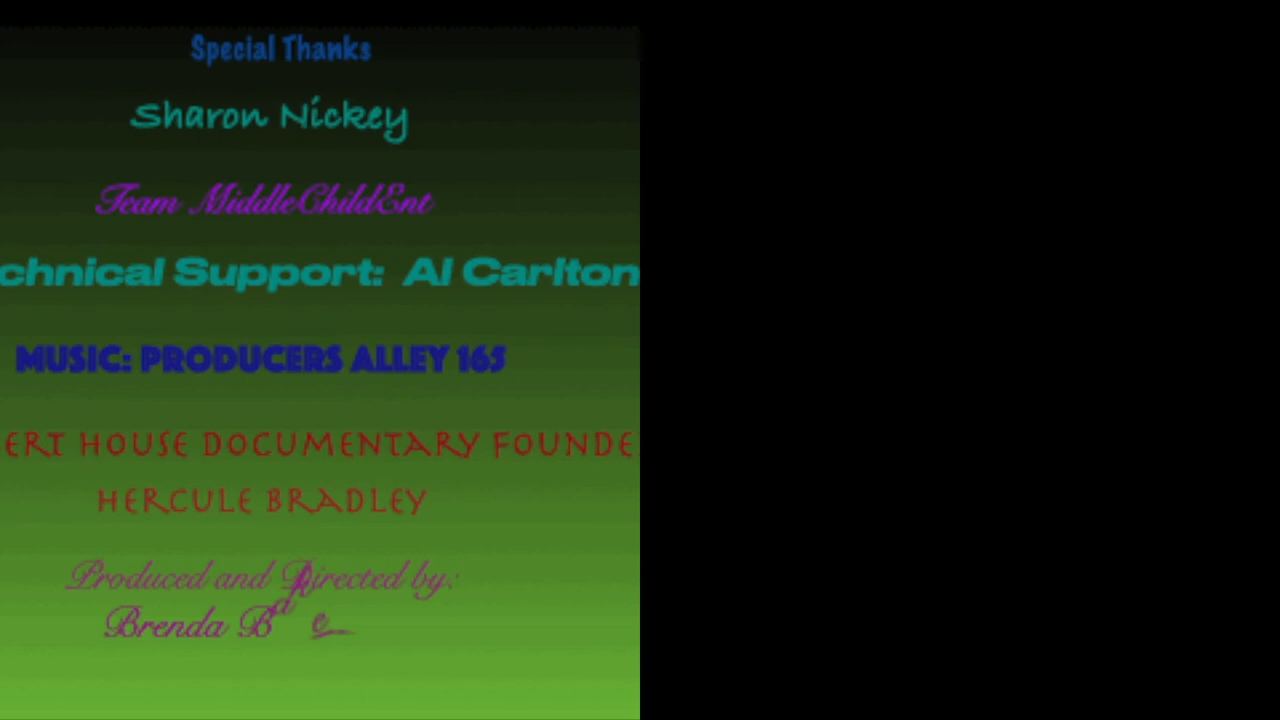 Special Thanks
Sharon Nickey
Team MiddleChildEnt
chnical Support: Al Carlton
MUSIC: PRODUCERS ALLEY 165
ERT HOUSE DOCUMENTARY FOUNDE
HERCULE BRADLEY
Produced and Directed by:
Brenda